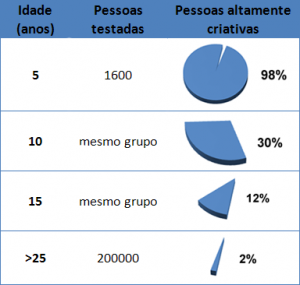 Idade (anos) Pessoas testadas Pessoas altamente criativas
5 1600 98%
10 mesmo grupo 30%
15 mesmo grupo 12%
>25 200000 2%